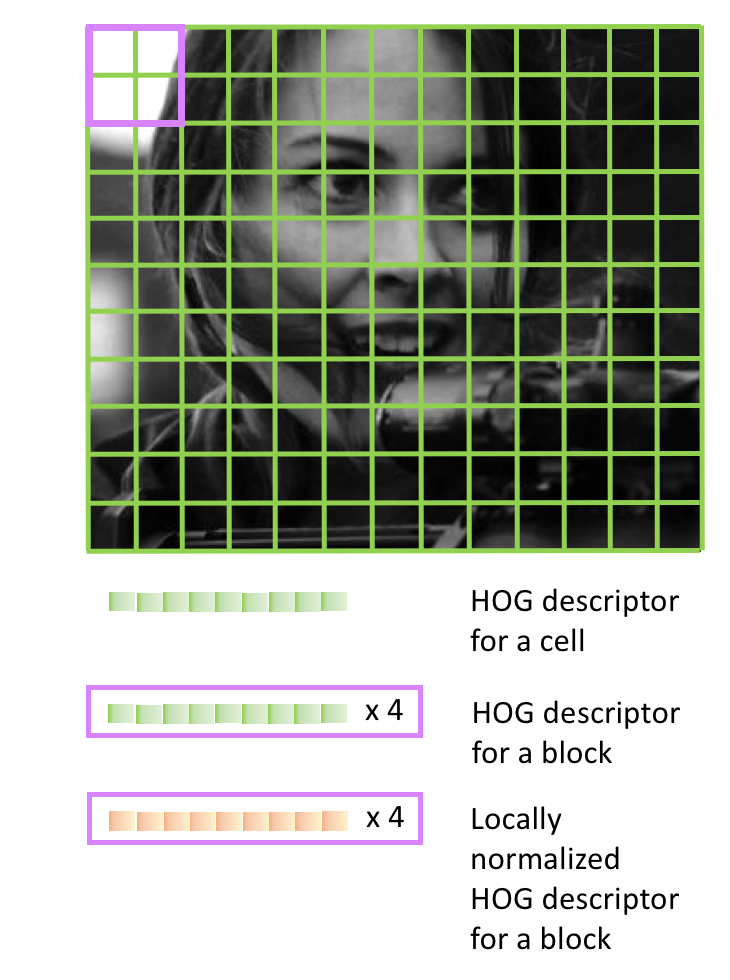 HOG descriptor
for a cell
x 4
HOG descriptor
for a block
x 4
Locally
normalized
HOG descriptor
for a block